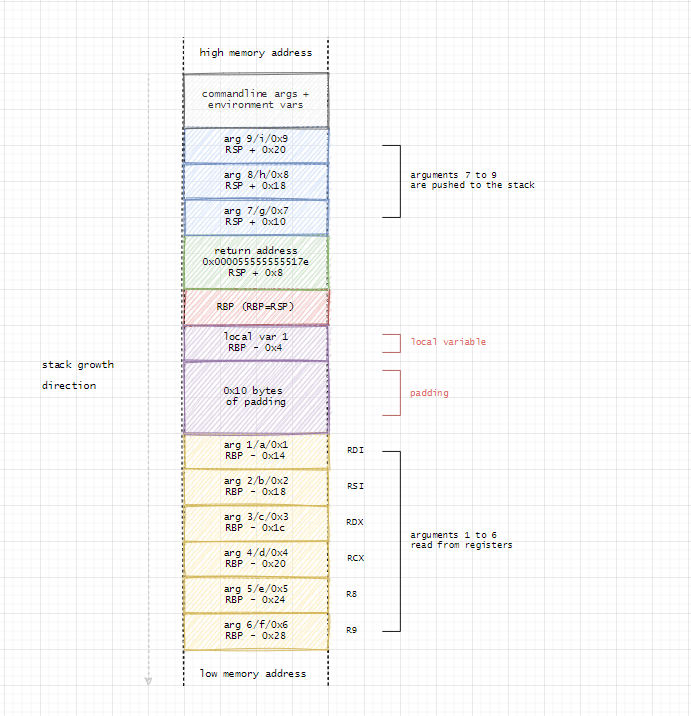 high memory address
commandline args +
environment vars
arg 9/i/0x9
RSP + 0x20
arg 8/h/0x8
RSP + 0x18
arg 7/g/0x7
RSP + 0x10
arguments 7 to 9
are pushed to the stack
return address
0x000055555555517e
RSP + 0x8
RBP (RBP=RSP)
local var 1
RBP - 0x4
local variable
stack growth
direction
0x10 bytes
of padding
padding
arg 1/a/0x1
RBP - 0x14
RDI
arg 2/b/0x2
RBP - 0x18
RSI
arg 3/c/0x3
RBP - 0x1c
RDX
arg 4/d/0x4
RBP - 0x20
RCX
arguments 1 to 6
read from registers
arg 5/e/0x5
RBP - 0x24
R8
arg 6/f/0x6
RBP - 0x28
R9
low memory address